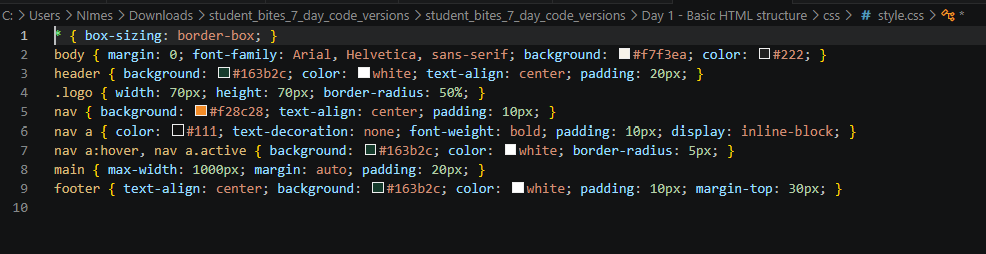 C: > Users > NImes > Downloads > student_bites_7_day_code_versions > student_bites_7_day_code_versions > Day 1 - Basic HTML structure > css > # style.css > *
1 * { box-sizing: border-box; }
2 body { margin: 0; font-family: Arial, Helvetica, sans-serif; background: #f7f3ea; color: #222; }
3 header { background: #163b2c; color: white; text-align: center; padding: 20px; }
4 .logo { width: 70px; height: 70px; border-radius: 50%; }
5 nav { background: #f28c28; text-align: center; padding: 10px; }
6 nav a { color: #111; text-decoration: none; font-weight: bold; padding: 10px; display: inline-block; }
7 nav a:hover, nav a.active { background: #163b2c; color: white; border-radius: 5px; }
8 main { max-width: 1000px; margin: auto; padding: 20px; }
9 footer { text-align: center; background: #163b2c; color: white; padding: 10px; margin-top: 30px; }
10